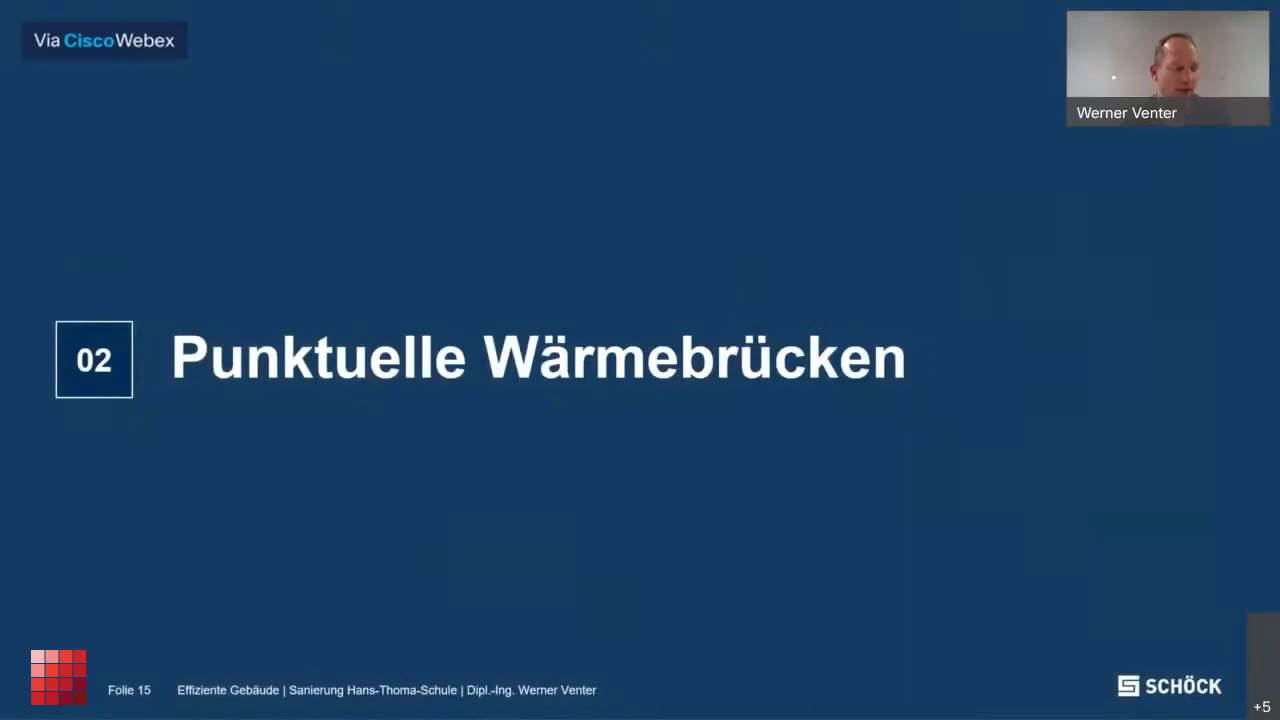 Via CiscoWebex
Werner Venter
02
Punktuelle Wärmebrücken
Folie 15
Effiziente Gebäude | Sanierung Hans-Thoma-Schule | Dipl.-Ing. Werner Venter
SCHÖCK
+5